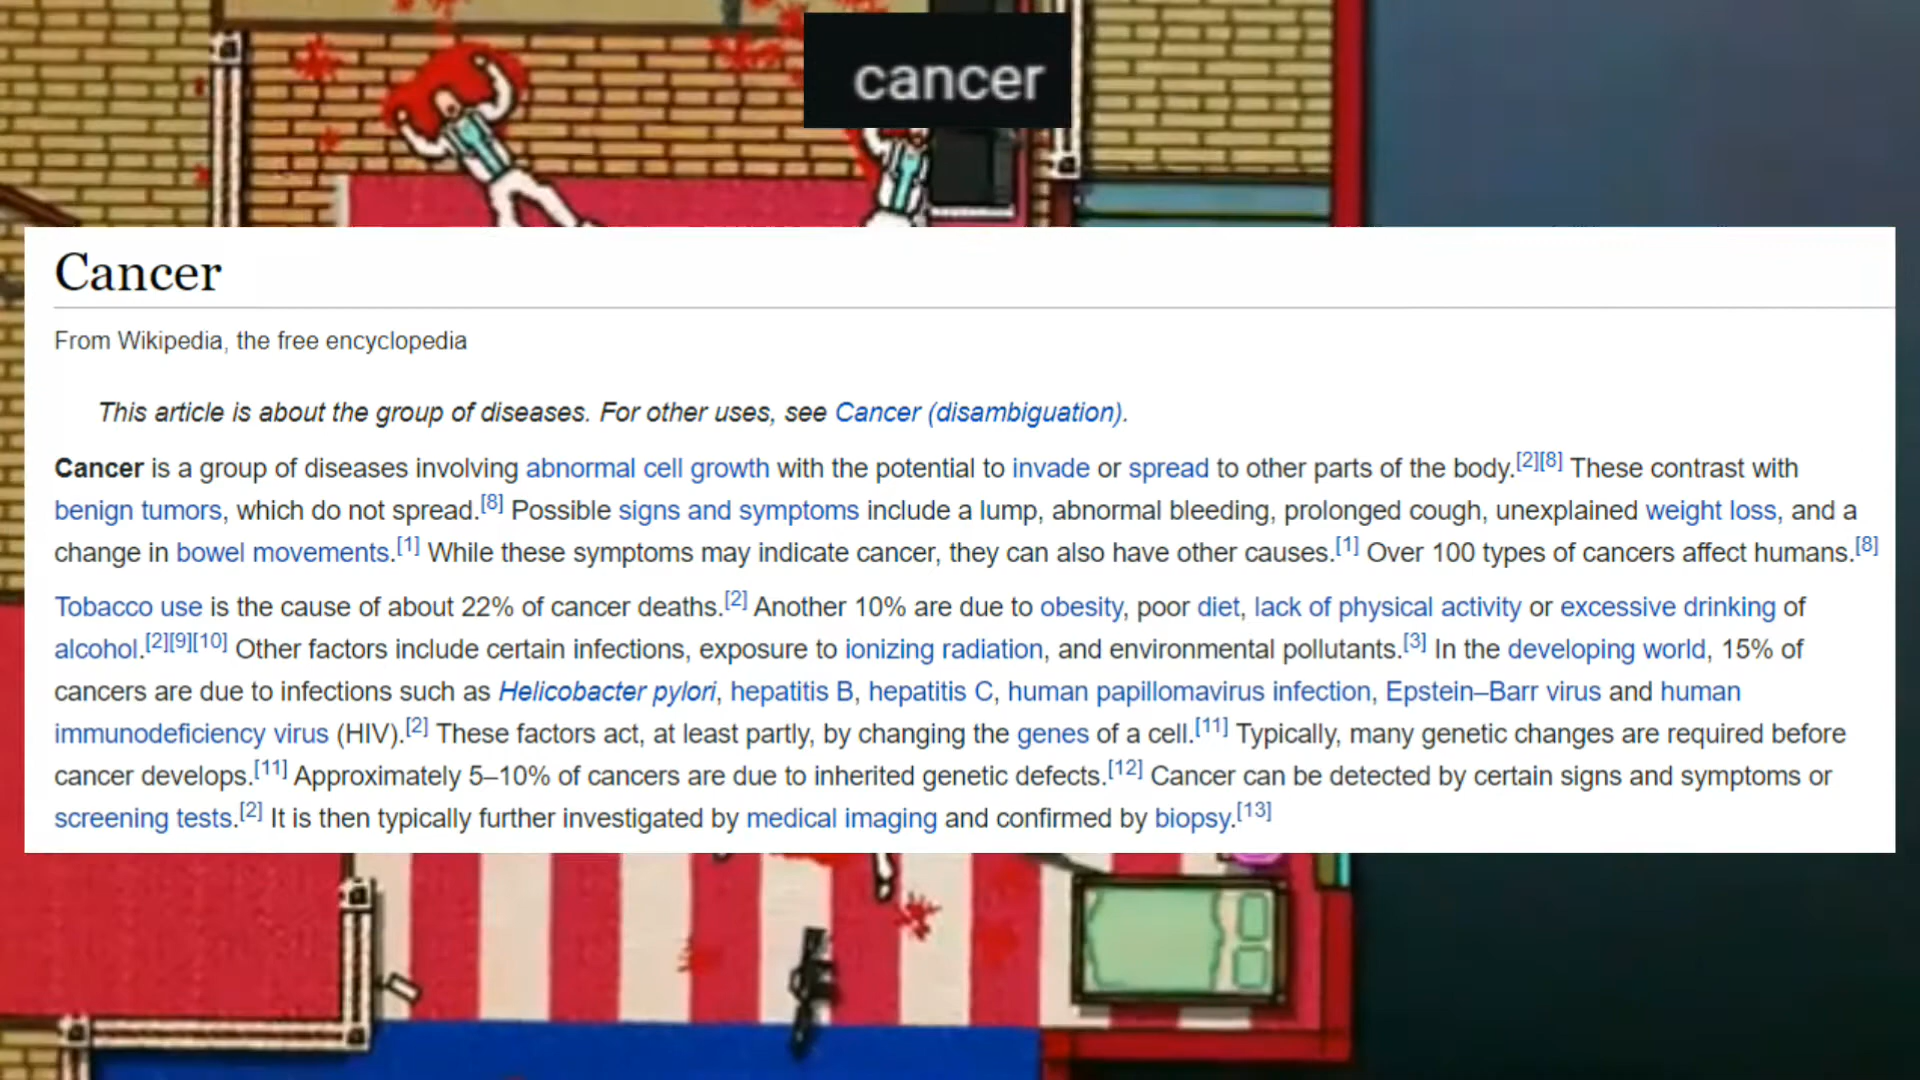 cancer
Cancer
From Wikipedia, the free encyclopedia
This article is about the group of diseases. For other uses, see Cancer (disambiguation).
Cancer is a group of diseases involving abnormal cell growth with the potential to invade or spread to other parts of the body.[2][8] These contrast with
benign tumors, which do not spread.[8] Possible signs and symptoms include a lump, abnormal bleeding, prolonged cough, unexplained weight loss, and a
change in bowel movements.[1] While these symptoms may indicate cancer, they can also have other causes.[1] Over 100 types of cancers affect humans.[8]
Tobacco use is the cause of about 22% of cancer deaths.[2] Another 10% are due to obesity, poor diet, lack of physical activity or excessive drinking of
alcohol.[2][9][10] Other factors include certain infections, exposure to ionizing radiation, and environmental pollutants.[3] In the developing world, 15% of
cancers are due to infections such as Helicobacter pylori, hepatitis B, hepatitis C, human papillomavirus infection, Epstein–Barr virus and human
immunodeficiency virus (HIV).[2] These factors act, at least partly, by changing the genes of a cell.[11] Typically, many genetic changes are required before
cancer develops.[11] Approximately 5–10% of cancers are due to inherited genetic defects.[12] Cancer can be detected by certain signs and symptoms or
screening tests.[2] It is then typically further investigated by medical imaging and confirmed by biopsy.[13]